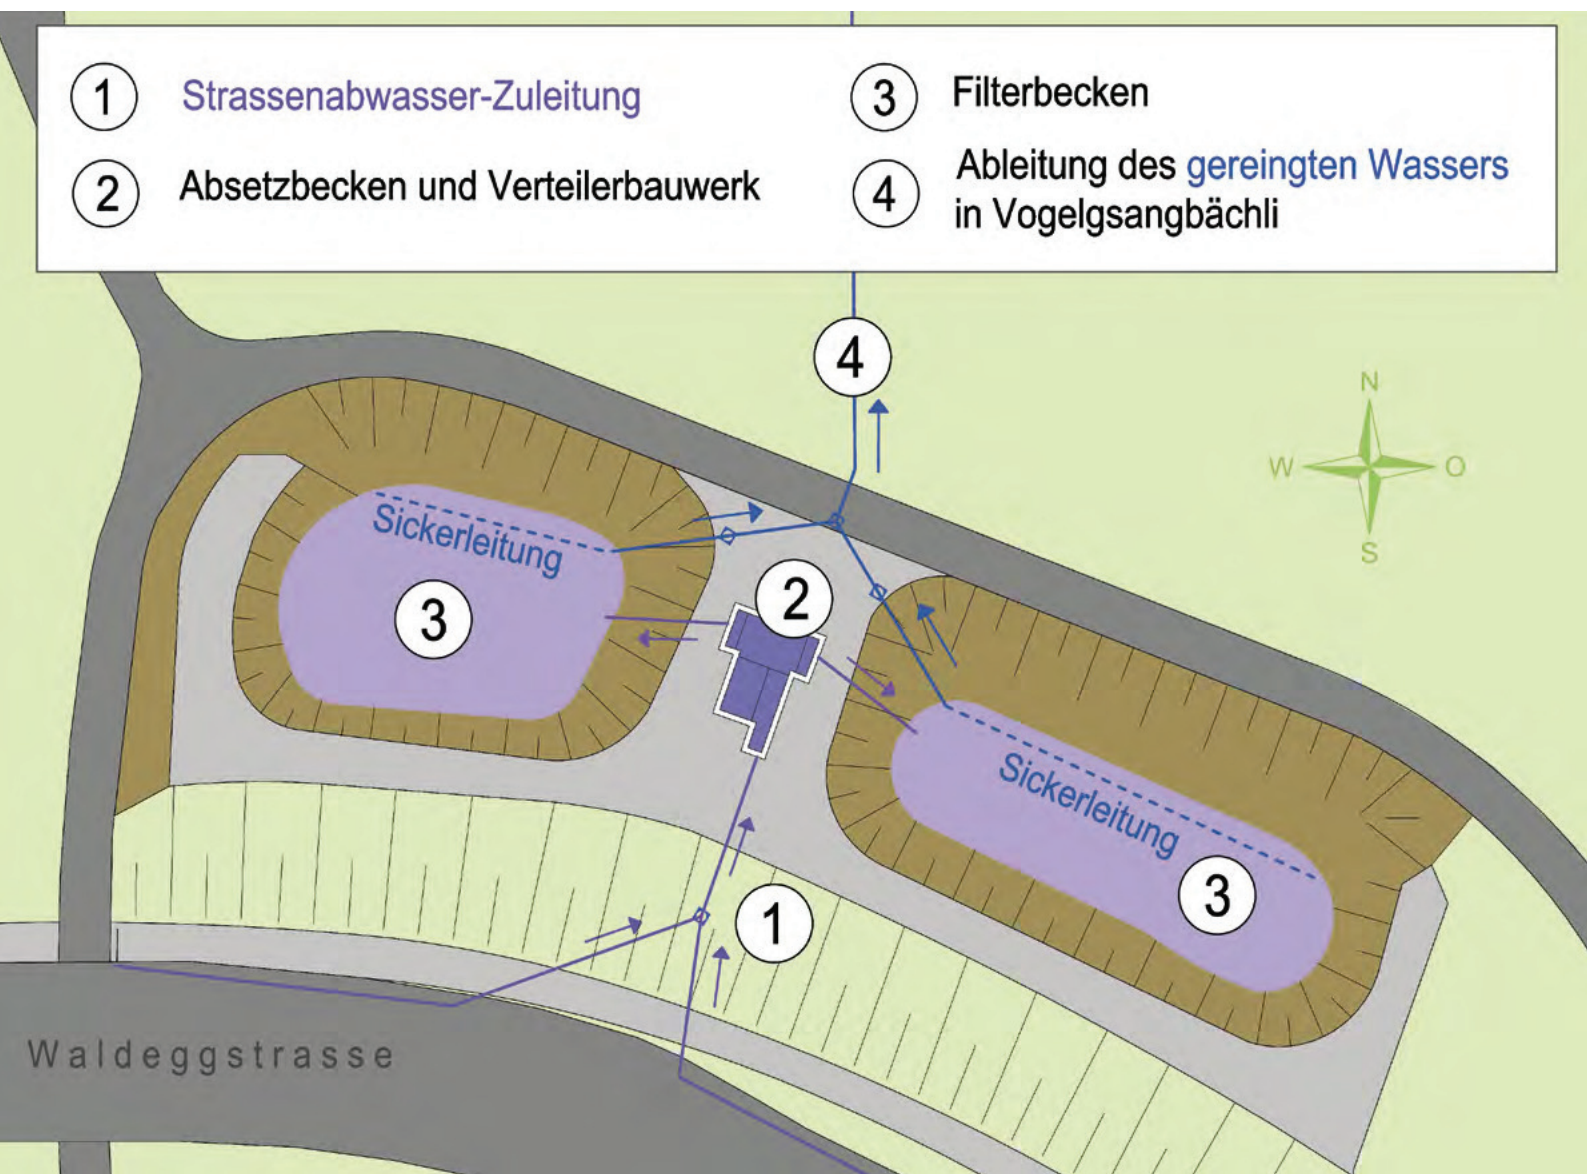 1 Strassenabwasser-Zuleitung
2 Absetzbecken und Verteilerbauwerk
3 Filterbecken
4 Ableitung des gereingten Wassers
in Vogelgsangbächli
4
N
W O
S
Sickerleitung
2
3
Sickerleitung
3
1
Waldeggstrasse